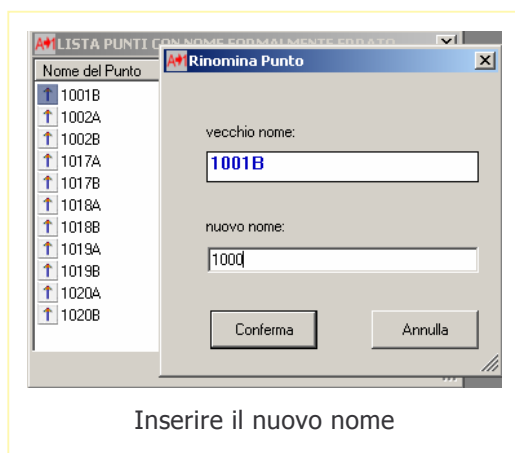 LISTA PUNTI CON NOME FORMALMENTE ERRATO
Nome del Punto
1001B
1002A
1002B
1017A
1017B
1018A
1018B
1019A
1019B
1020A
1020B
Rinomina Punto
vecchio nome:
1001B
nuovo nome:
1000
Conferma
Annulla
Inserire il nuovo nome